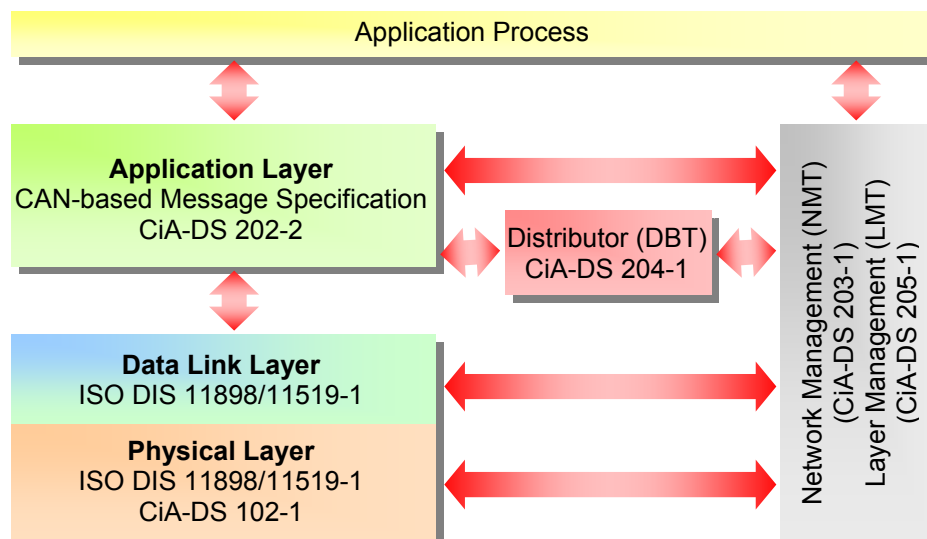 Application Process
Application Layer
CAN-based Message Specification
CiA-DS 202-2
Distributor (DBT)
CiA-DS 204-1
Data Link Layer
ISO DIS 11898/11519-1
Physical Layer
ISO DIS 11898/11519-1
CiA-DS 102-1
Network Management (NMT)
(CiA-DS 203-1)
Layer Management (LMT)
(CiA-DS 205-1)